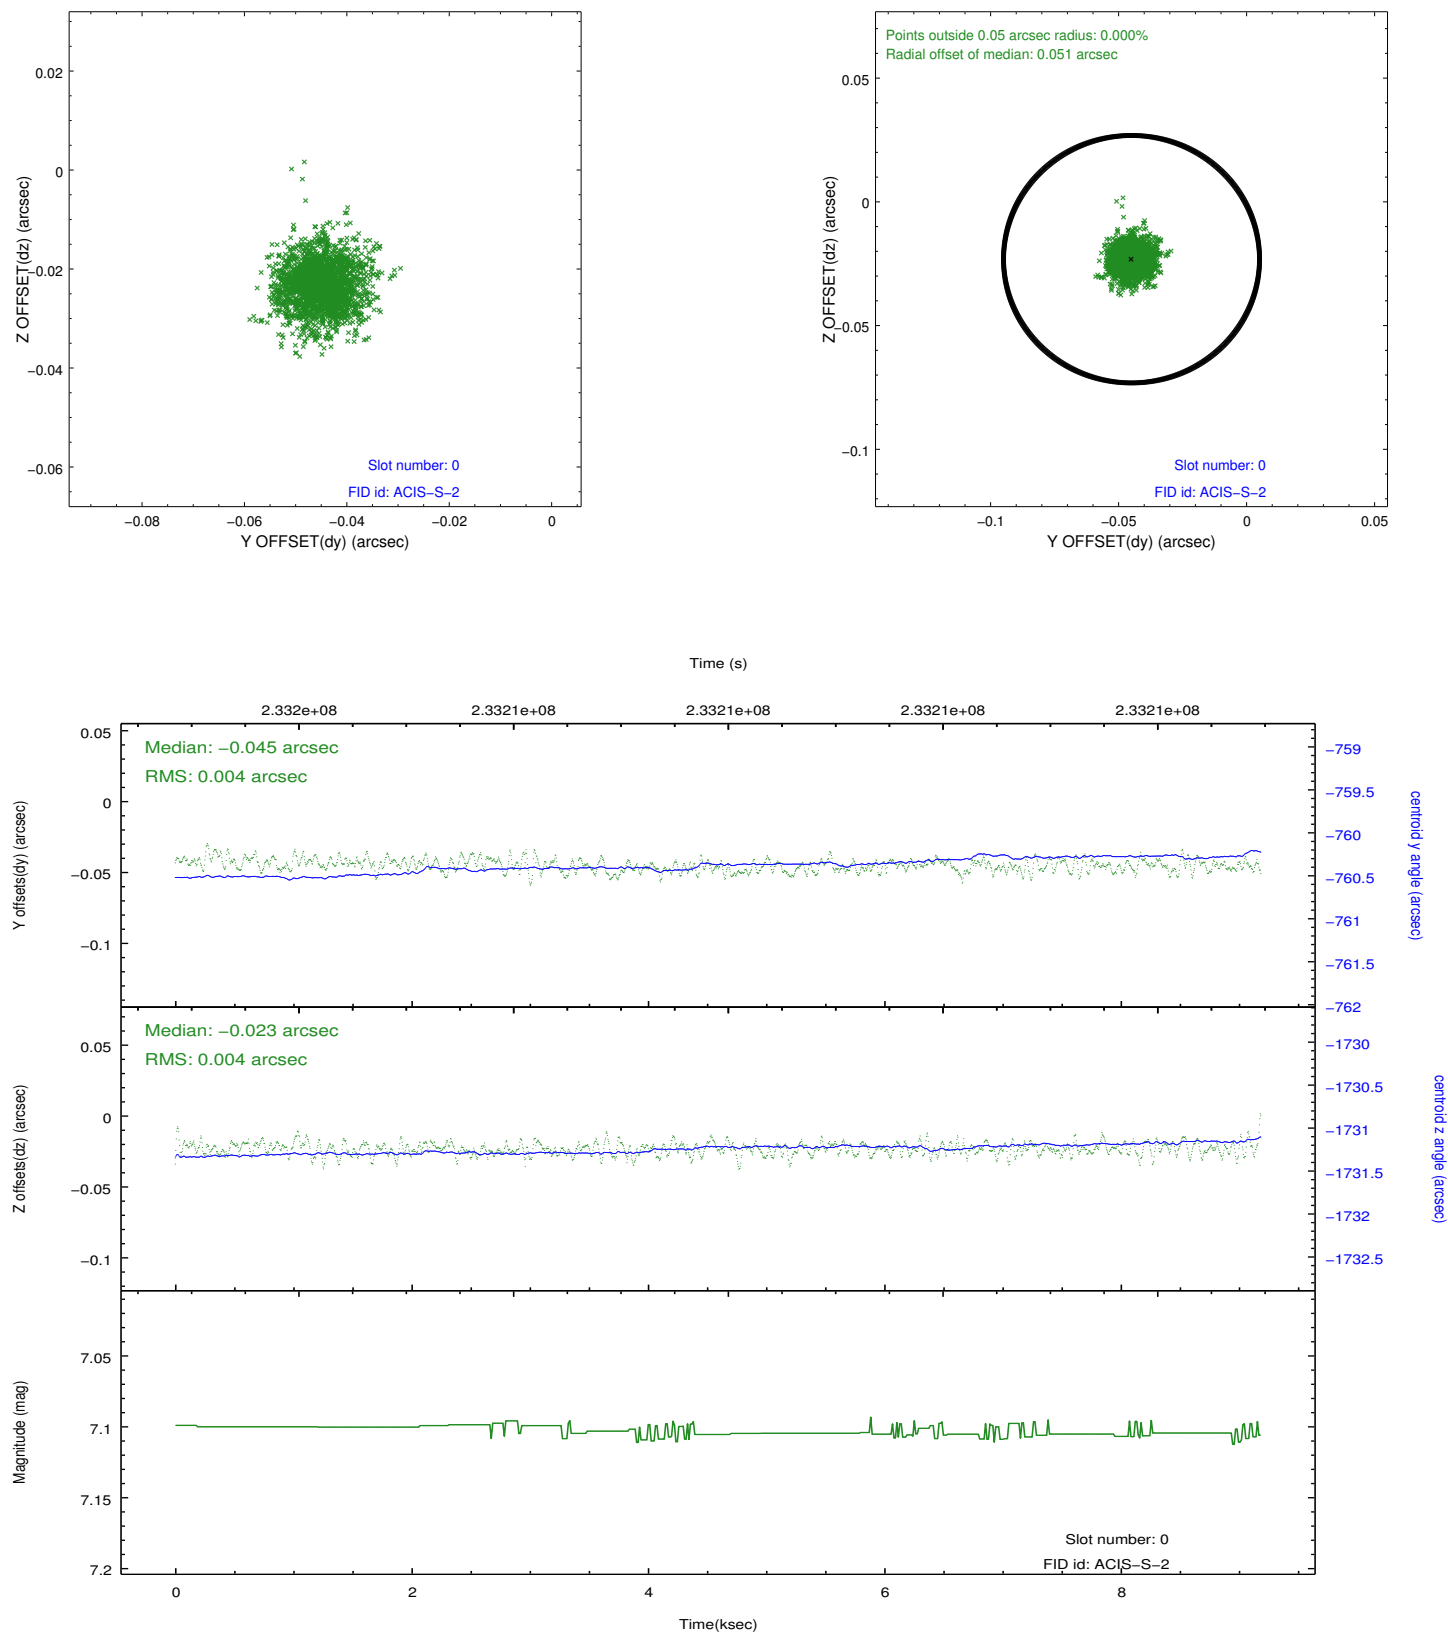 0.02
0
−0.02
−0.04
−0.06
Z OFFSET(dz) (arcsec)
Slot number: 0
FID id: ACIS−S−2
−0.08
−0.06
−0.04
−0.02
0
Y OFFSET(dy) (arcsec)
Points outside 0.05 arcsec radius: 0.000%
Radial offset of median: 0.051 arcsec
0.05
0
−0.05
−0.1
Z OFFSET(dz) (arcsec)
Slot number: 0
FID id: ACIS−S−2
−0.1
−0.05
0
0.05
Y OFFSET(dy) (arcsec)
Time (s)
2.332e+08
2.3321e+08
2.3321e+08
2.3321e+08
2.3321e+08
Median: −0.045 arcsec
RMS: 0.004 arcsec
0.05
0
−0.05
−0.1
Y offsets(dy) (arcsec)
−759
−759.5
−760
−760.5
−761
−761.5
−762
centroid y angle (arcsec)
Median: −0.023 arcsec
RMS: 0.004 arcsec
0.05
0
−0.05
−0.1
Z offsets(dz) (arcsec)
−1730
−1730.5
−1731
−1731.5
−1732
−1732.5
centroid z angle (arcsec)
7.05
7.1
7.15
7.2
Magnitude (mag)
Slot number: 0
FID id: ACIS−S−2
0
2
4
6
8
Time(ksec)